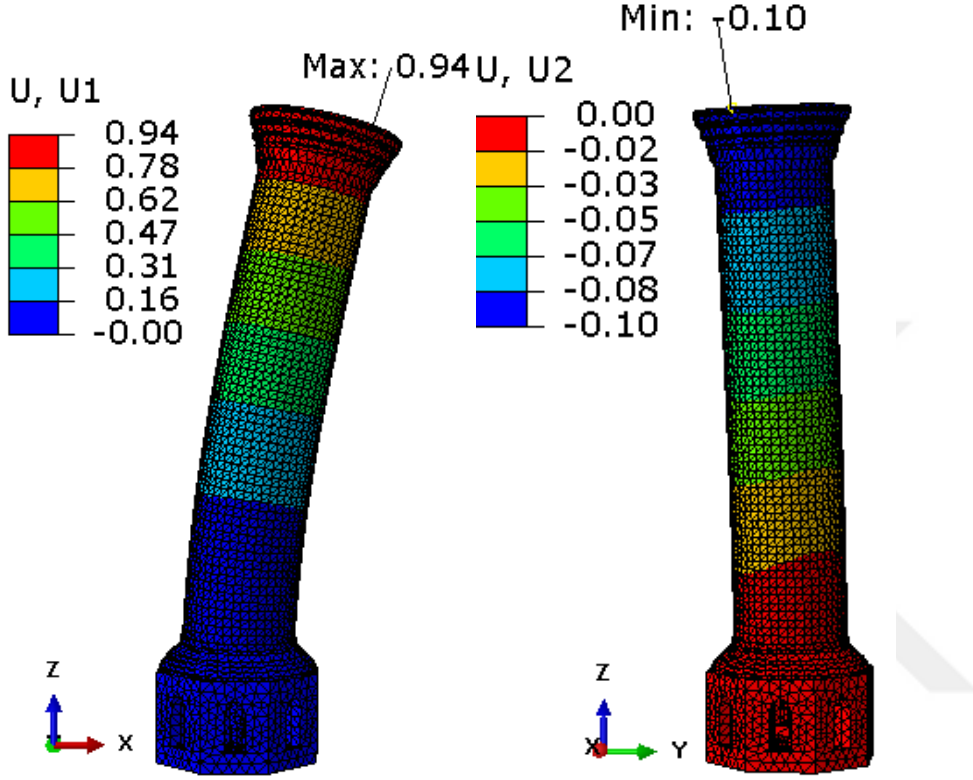 Min: -0.10
Max: 0.94
U, U1
0.94
0.78
0.62
0.47
0.31
0.16
-0.00
U, U2
0.00
-0.02
-0.03
-0.05
-0.07
-0.08
-0.10
Z
X
Z
X
Y